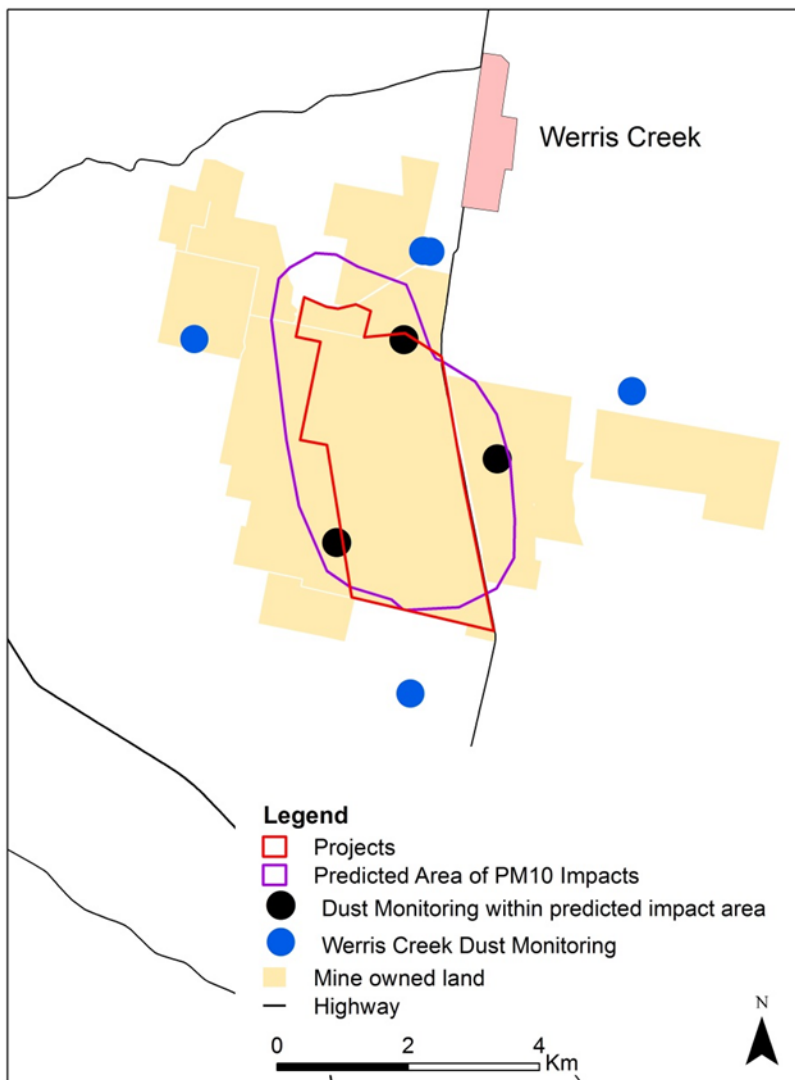 Werris Creek
Legend
Projects
Predicted Area of PM10 Impacts
Dust Monitoring within predicted impact area
Werris Creek Dust Monitoring
Mine owned land
Highway
N
0 2 4
Km